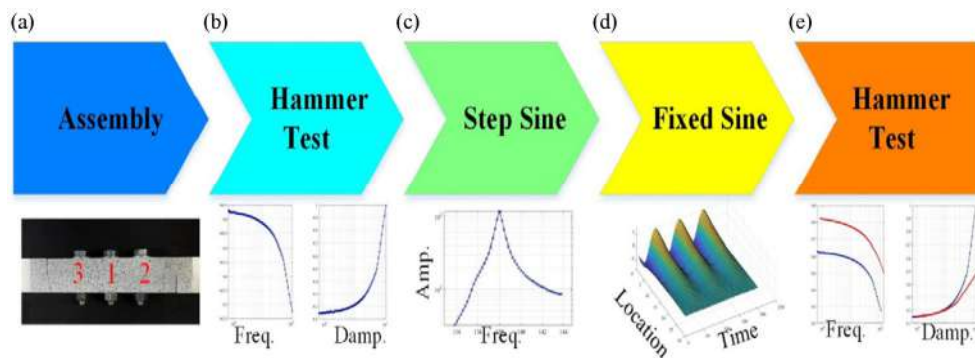 (a)
(b)
(c)
(d)
(e)
Assembly
Hammer
Test
Step Sine
Fixed Sine
Hammer
Test
3 1 2
Freq.
Damp.
Amp.
Freq.
Location
Time
Freq.
Damp.